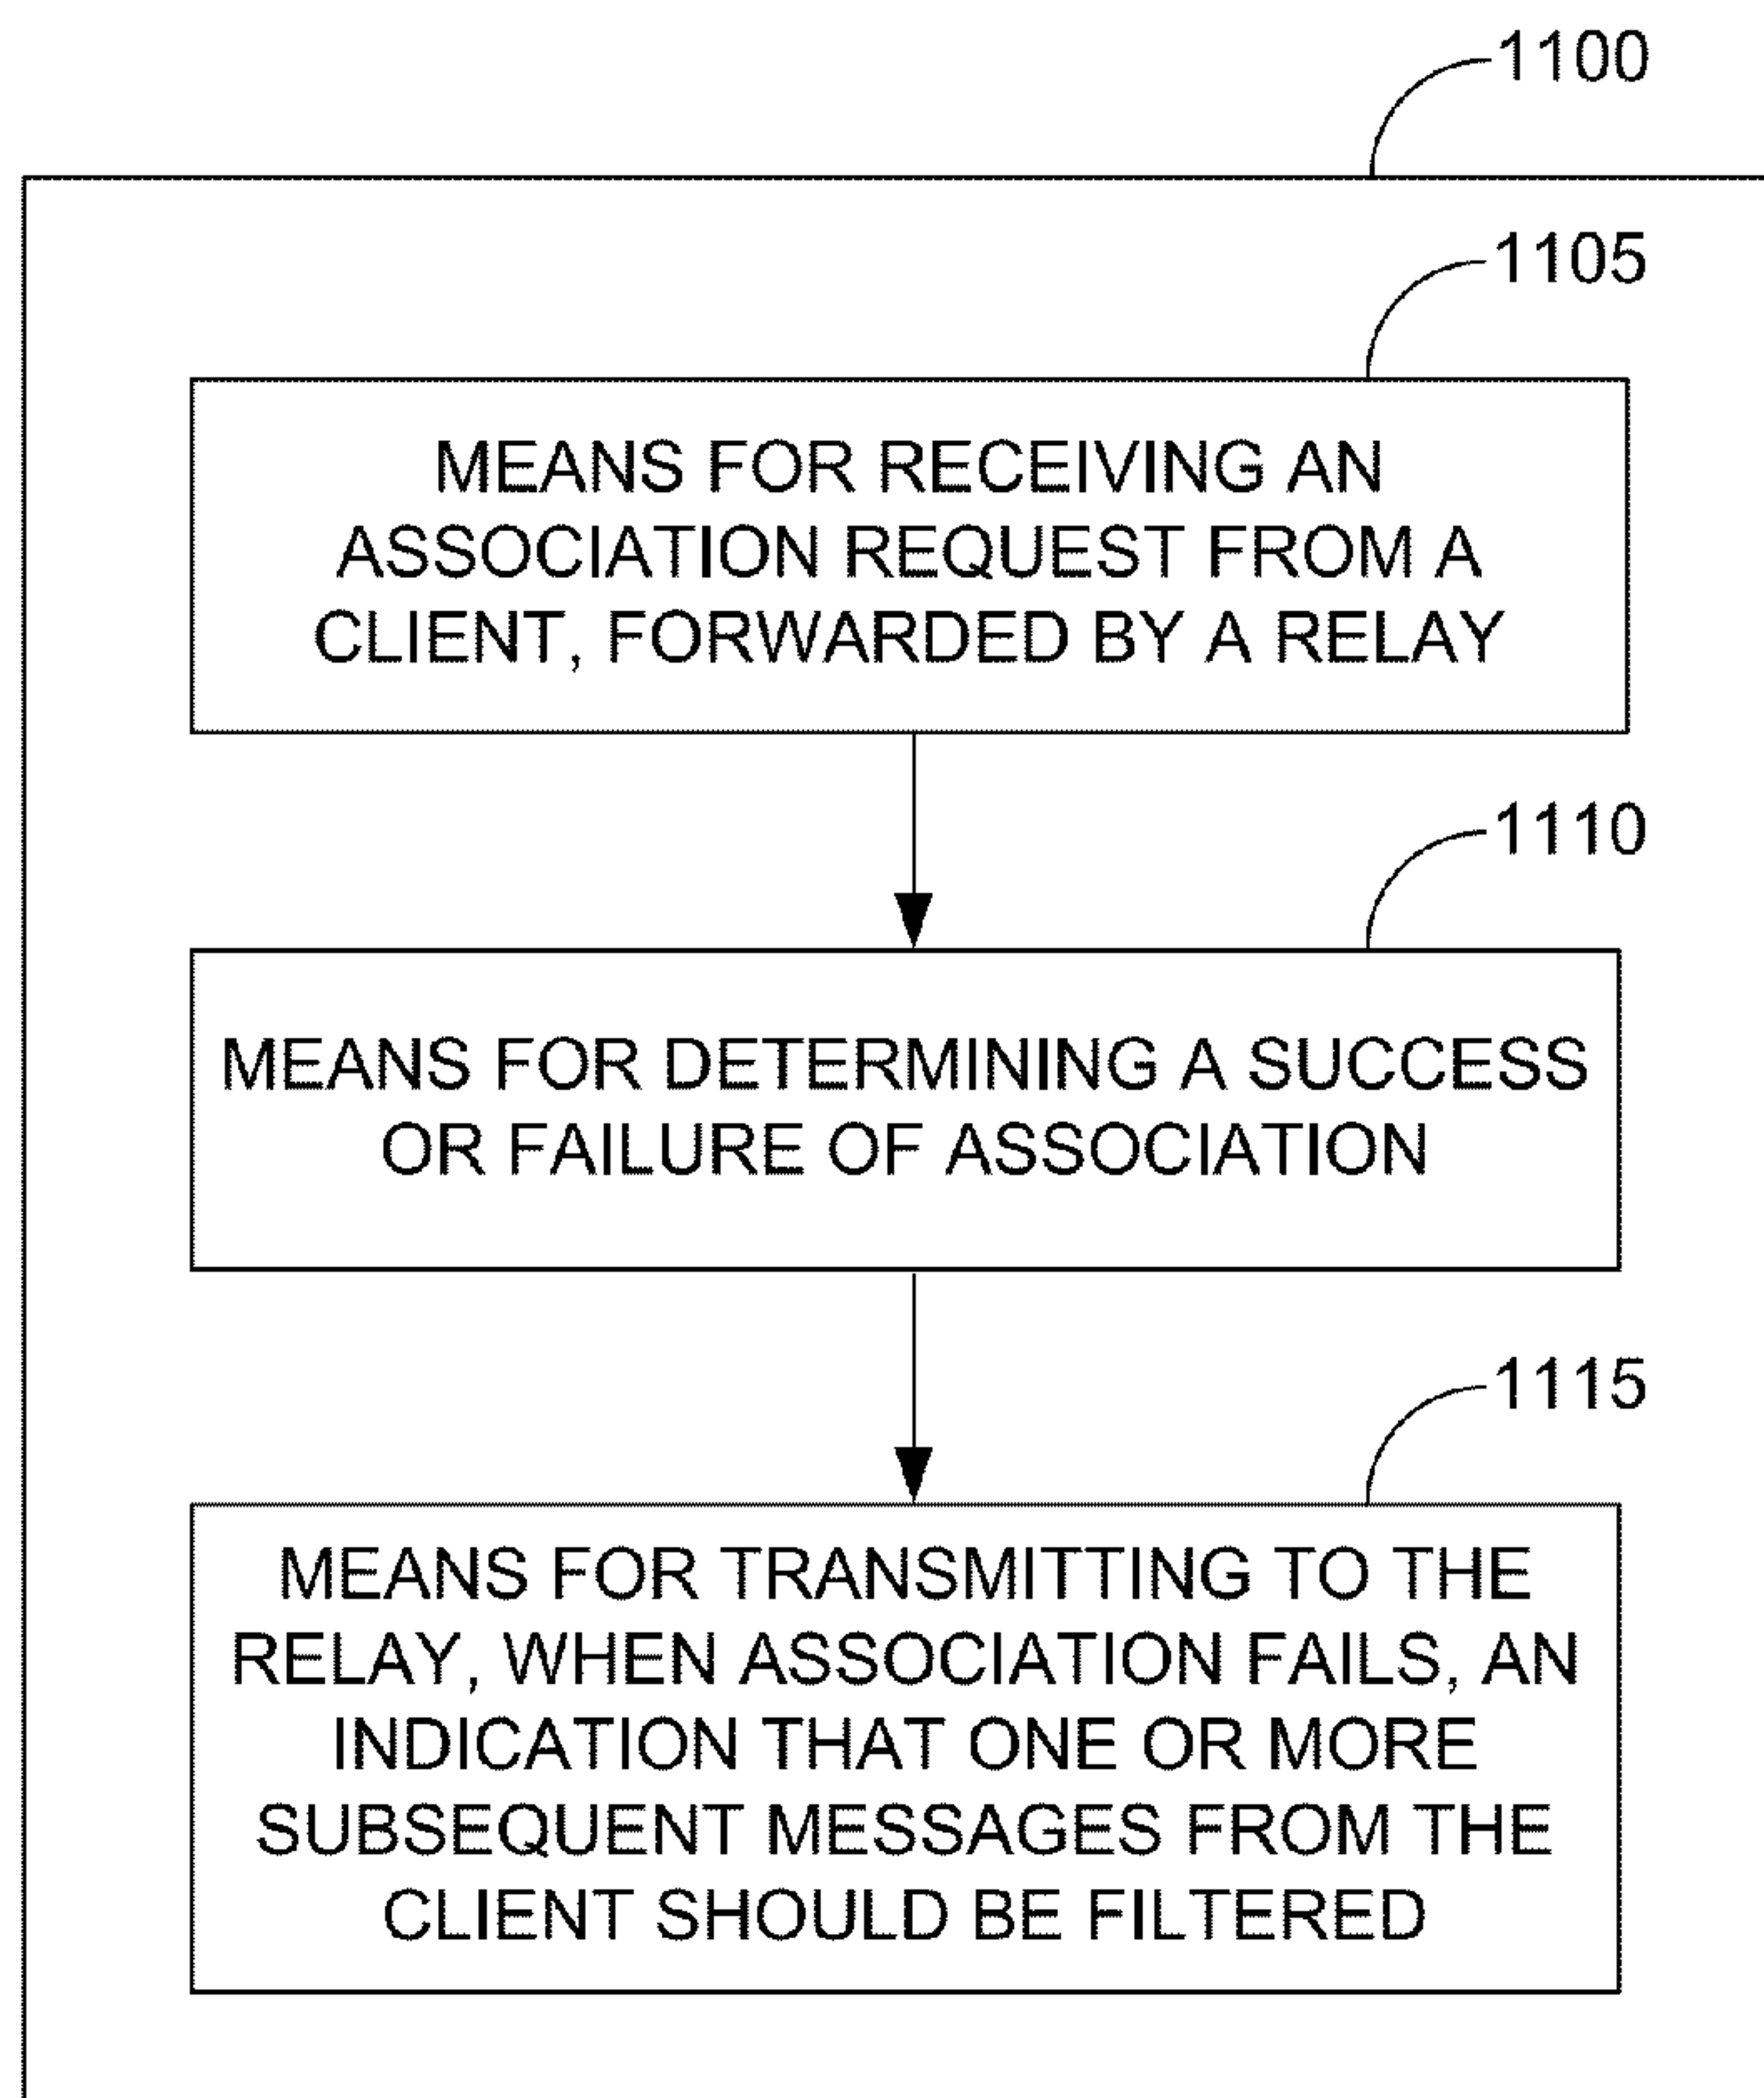 1100
1105
MEANS FOR RECEIVING AN
ASSOCIATION REQUEST FROM A
CLIENT, FORWARDED BY A RELAY
1110
MEANS FOR DETERMINING A SUCCESS
OR FAILURE OF ASSOCIATION
1115
MEANS FOR TRANSMITTING TO THE
RELAY, WHEN ASSOCIATION FAILS, AN
INDICATION THAT ONE OR MORE
SUBSEQUENT MESSAGES FROM THE
CLIENT SHOULD BE FILTERED